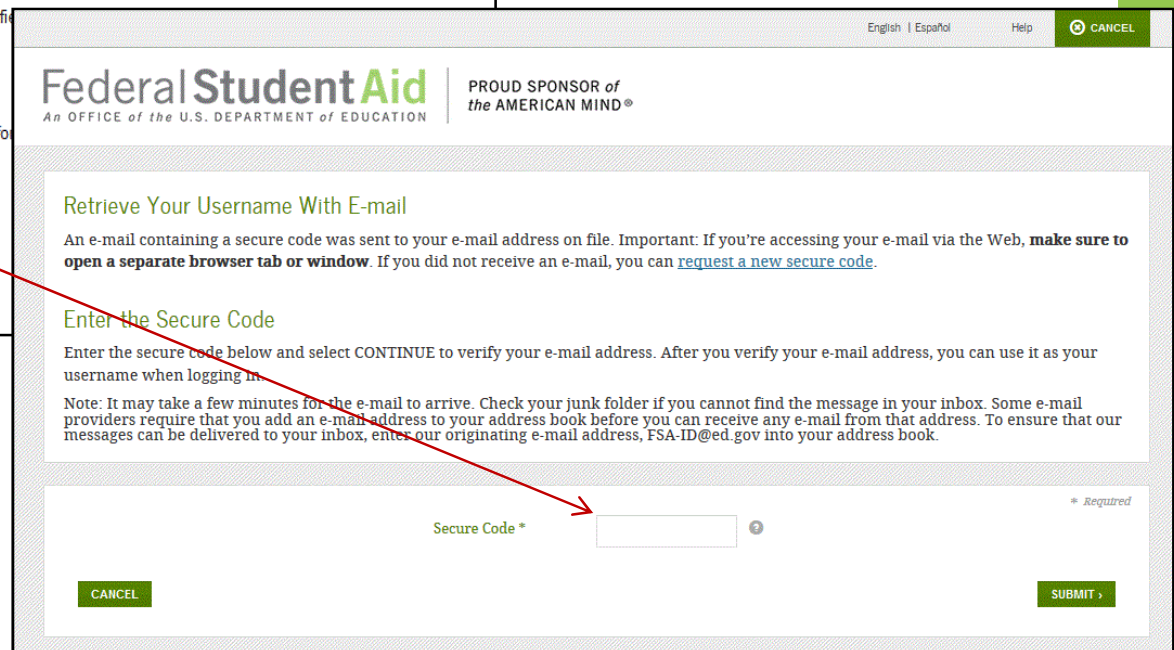 English | Español Help CANCEL
Federal Student Aid
An OFFICE of the U.S. DEPARTMENT of EDUCATION
PROUD SPONSOR of
the AMERICAN MIND®
Retrieve Your Username With E-mail
An e-mail containing a secure code was sent to your e-mail address on file. Important: If you're accessing your e-mail via the Web, make sure to
open a separate browser tab or window. If you did not receive an e-mail, you can request a new secure code.
Enter the Secure Code
Enter the secure code below and select CONTINUE to verify your e-mail address. After you verify your e-mail address, you can use it as your
username when logging in.
Note: It may take a few minutes for the e-mail to arrive. Check your junk folder if you cannot find the message in your inbox. Some e-mail
providers require that you add an e-mail address to your address book before you can receive any e-mail from that address. To ensure that our
messages can be delivered to your inbox, enter our originating e-mail address, FSA-ID@ed.gov into your address book.
* Required
Secure Code * ?
CANCEL SUBMIT ›